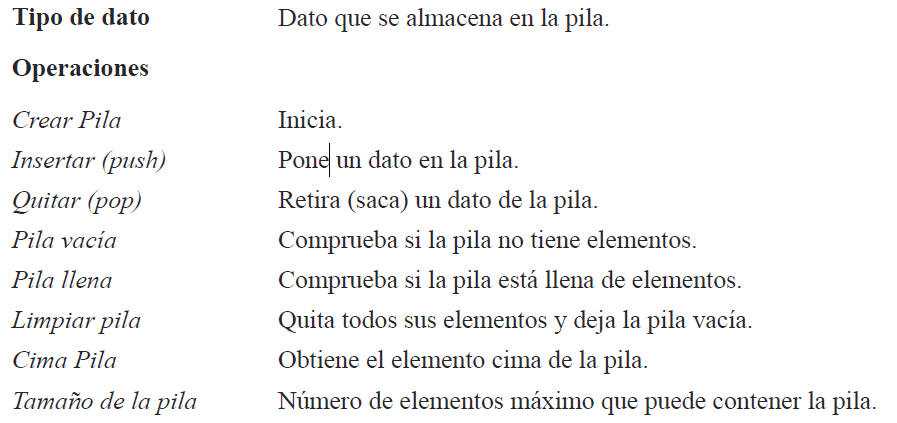 Tipo de dato Dato que se almacena en la pila.
Operaciones
Crear Pila Inicia.
Insertar (push) Pone un dato en la pila.
Quitar (pop) Retira (saca) un dato de la pila.
Pila vacía Comprueba si la pila no tiene elementos.
Pila llena Comprueba si la pila está llena de elementos.
Limpiar pila Quita todos sus elementos y deja la pila vacía.
Cima Pila Obtiene el elemento cima de la pila.
Tamaño de la pila Número de elementos máximo que puede contener la pila.